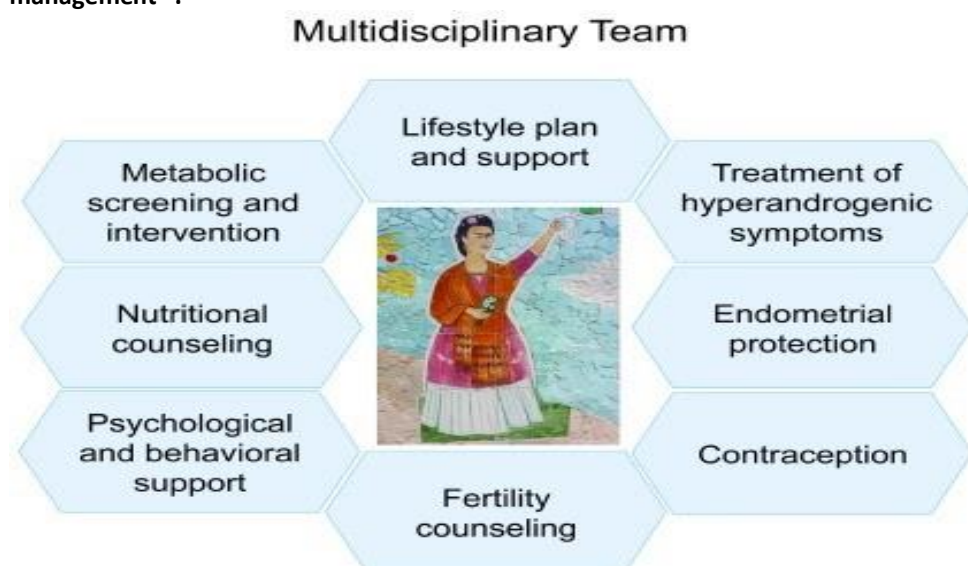 management
Multidisciplinary Team
Lifestyle plan
and support
Metabolic
screening and
intervention
Treatment of
hyperandrogenic
symptoms
Nutritional
counseling
Endometrial
protection
Psychological
and behavioral
support
Contraception
Fertility
counseling